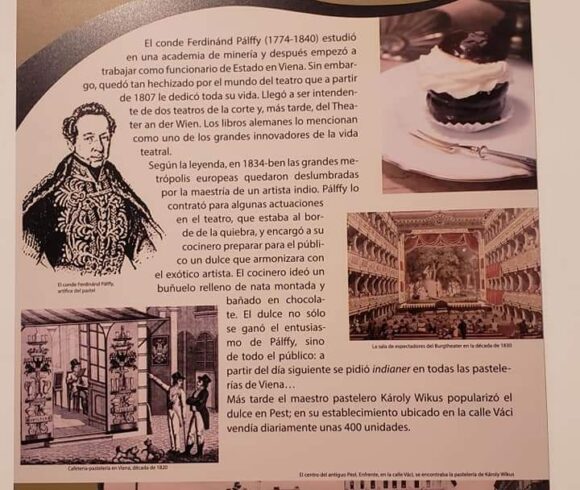 El conde Ferdinánd Pálffy (1774-1840) estudió
en una academia de minería y después empezó a
trabajar como funcionario de Estado en Viena. Sin embar-
go, quedó tan hechizado por el mundo del teatro que a partir
de 1807 le dedicó toda su vida. Llegó a ser intenden-
te de dos teatros de la corte y, más tarde, del Thea-
ter an der Wien. Los libros alemanes lo mencionan
como uno de los grandes innovadores de la vida
teatral.
Según la leyenda, en 1834-ben las grandes me-
trópolis europeas quedaron deslumbradas
por la maestría de un artista indio. Pálffy lo
contrató para algunas actuaciones
en el teatro, que estaba al bor-
de de la quiebra, y encargó a su
cocinero preparar para el públi-
co un dulce que armonizara con
el exótico artista. El cocinero ideó un
buñuelo relleno de nata montada y
bañado en chocola-
te. El dulce no sólo
se ganó el entusias-
mo de Pálffy, sino
de todo el público: a
partir del día siguiente se pidió indianer en todas las pastele-
rías de Viena...
Más tarde el maestro pastelero Károly Wikus popularizó el
dulce en Pest; en su establecimiento ubicado en la calle Váci
vendía diariamente unas 400 unidades.
El conde Ferdinánd Pálffy,
artífice del pastel
La sala de espectadores del Burgtheater en la década de 1830
Cafetería-pastelería en Viena, década de 1820
El centro del antiguo Pest. Enfrente, en la calle Váci, se encontraba la pastelería de Károly Wikus